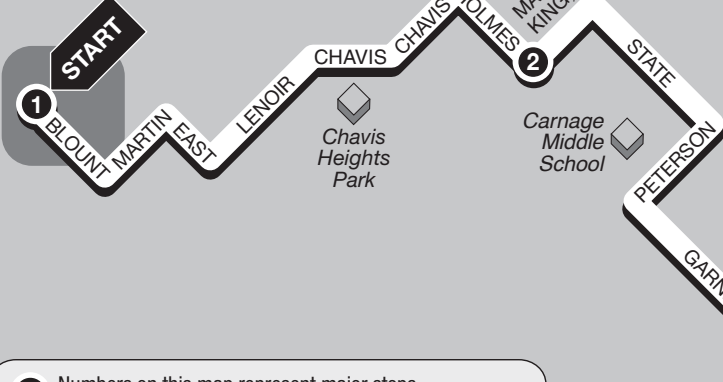 START
1
BLOUNT
MARTIN
EAST
LENOIR
CHAVIS
CHAVIS
2
STATE
PETERSON
Chavis
Heights
Park
Carnage
Middle
School
Numbers on this map represent major stops